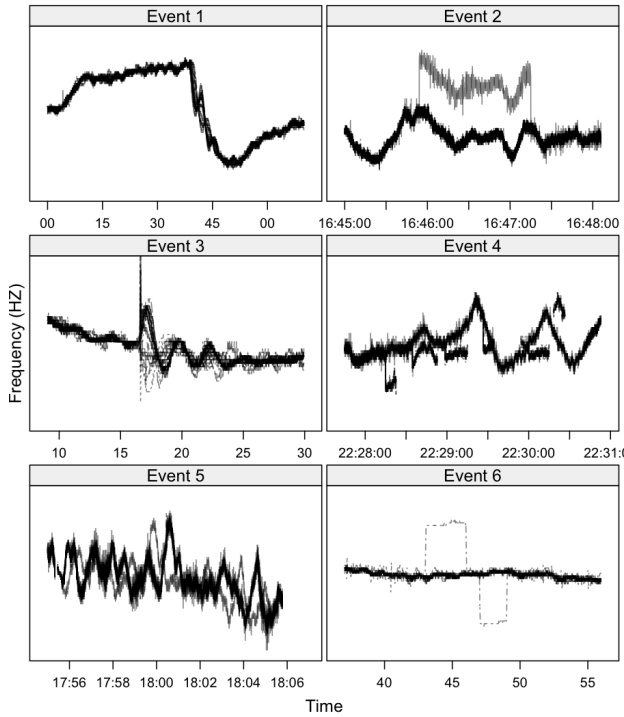 Event 1
Event 2
00 15 30 45 00
16:45:00 16:46:00 16:47:00 16:48:00
Event 3
Event 4
Frequency (HZ)
10 15 20 25 30
22:28:00 22:29:00 22:30:00 22:31:0
Event 5
Event 6
17:56 17:58 18:00 18:02 18:04 18:06
40 45 50 55
Time